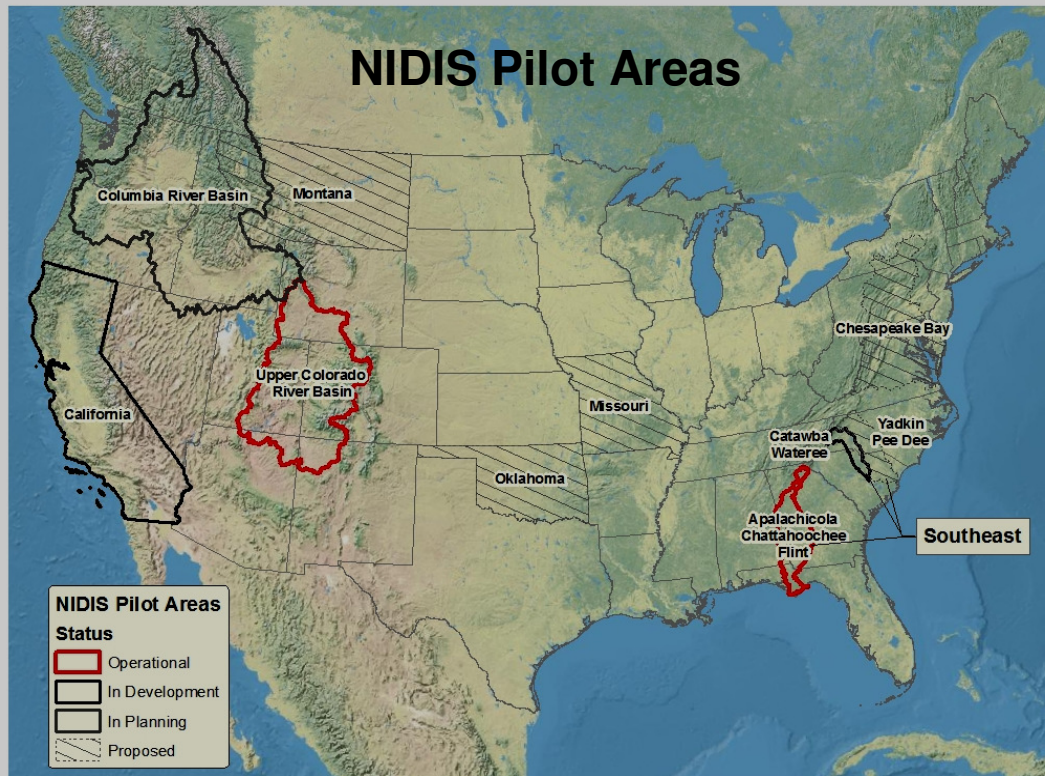 NIDIS Pilot Areas
Columbia River Basin
Montana
Chesapeake Bay
Upper Colorado
River Basin
California
Missouri
Yadkin
Pee Dee
Catawba
Wateree
Oklahoma
Apalachicola
Chattahoochee
Flint
Southeast
NIDIS Pilot Areas
Status
Operational
In Development
In Planning
Proposed